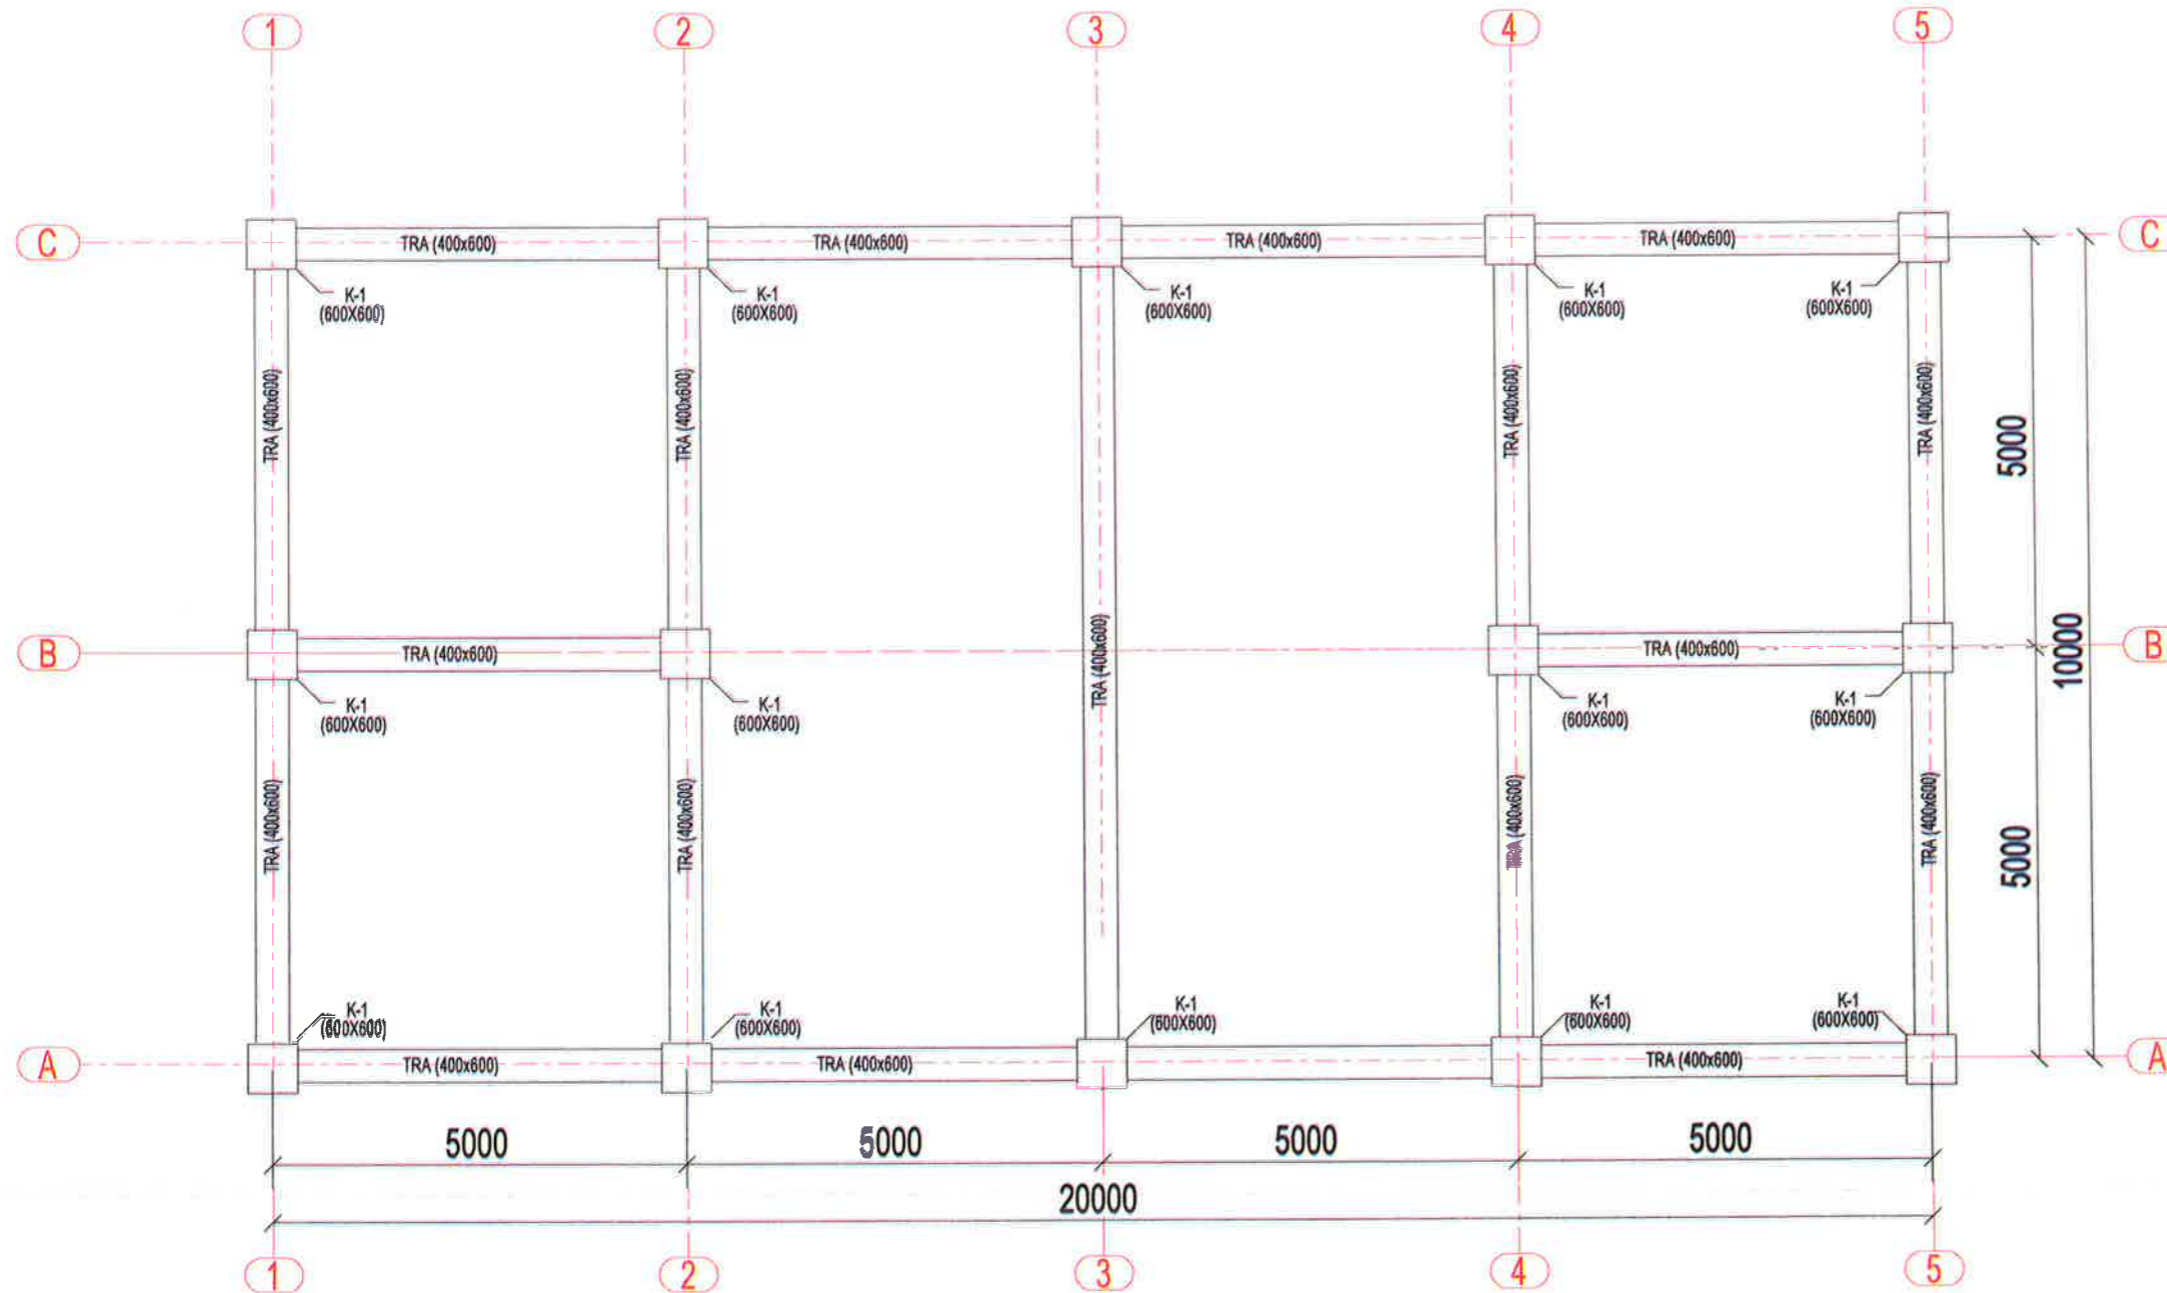 1 2 3 4 5
C TRA (400x600) TRA (400x600) TRA (400x600) TRA (400x600) C
K-1 K-1 K-1 K-1 K-1
(600X600) (600X600) (600X600) (600X600) (600X600)
TRA (400x600) TRA (400x600) TRA (400x600) TRA (400x600)
5000
B TRA (400x600) TRA (400x600) TRA (400x600) B
10000
K-1 K-1 K-1 K-1
(600X600) (600X600) (600X600) (600X600)
TRA (400x600) TRA (400x600) TRA (400x600) TRA (400x600)
5000
K-1 K-1 K-1 K-1 K-1
(600X600) (600X600) (600X600) (600X600) (600X600)
A TRA (400x600) TRA (400x600) TRA (400x600) A
5000 5000 5000 5000
20000
1 2 3 4 5